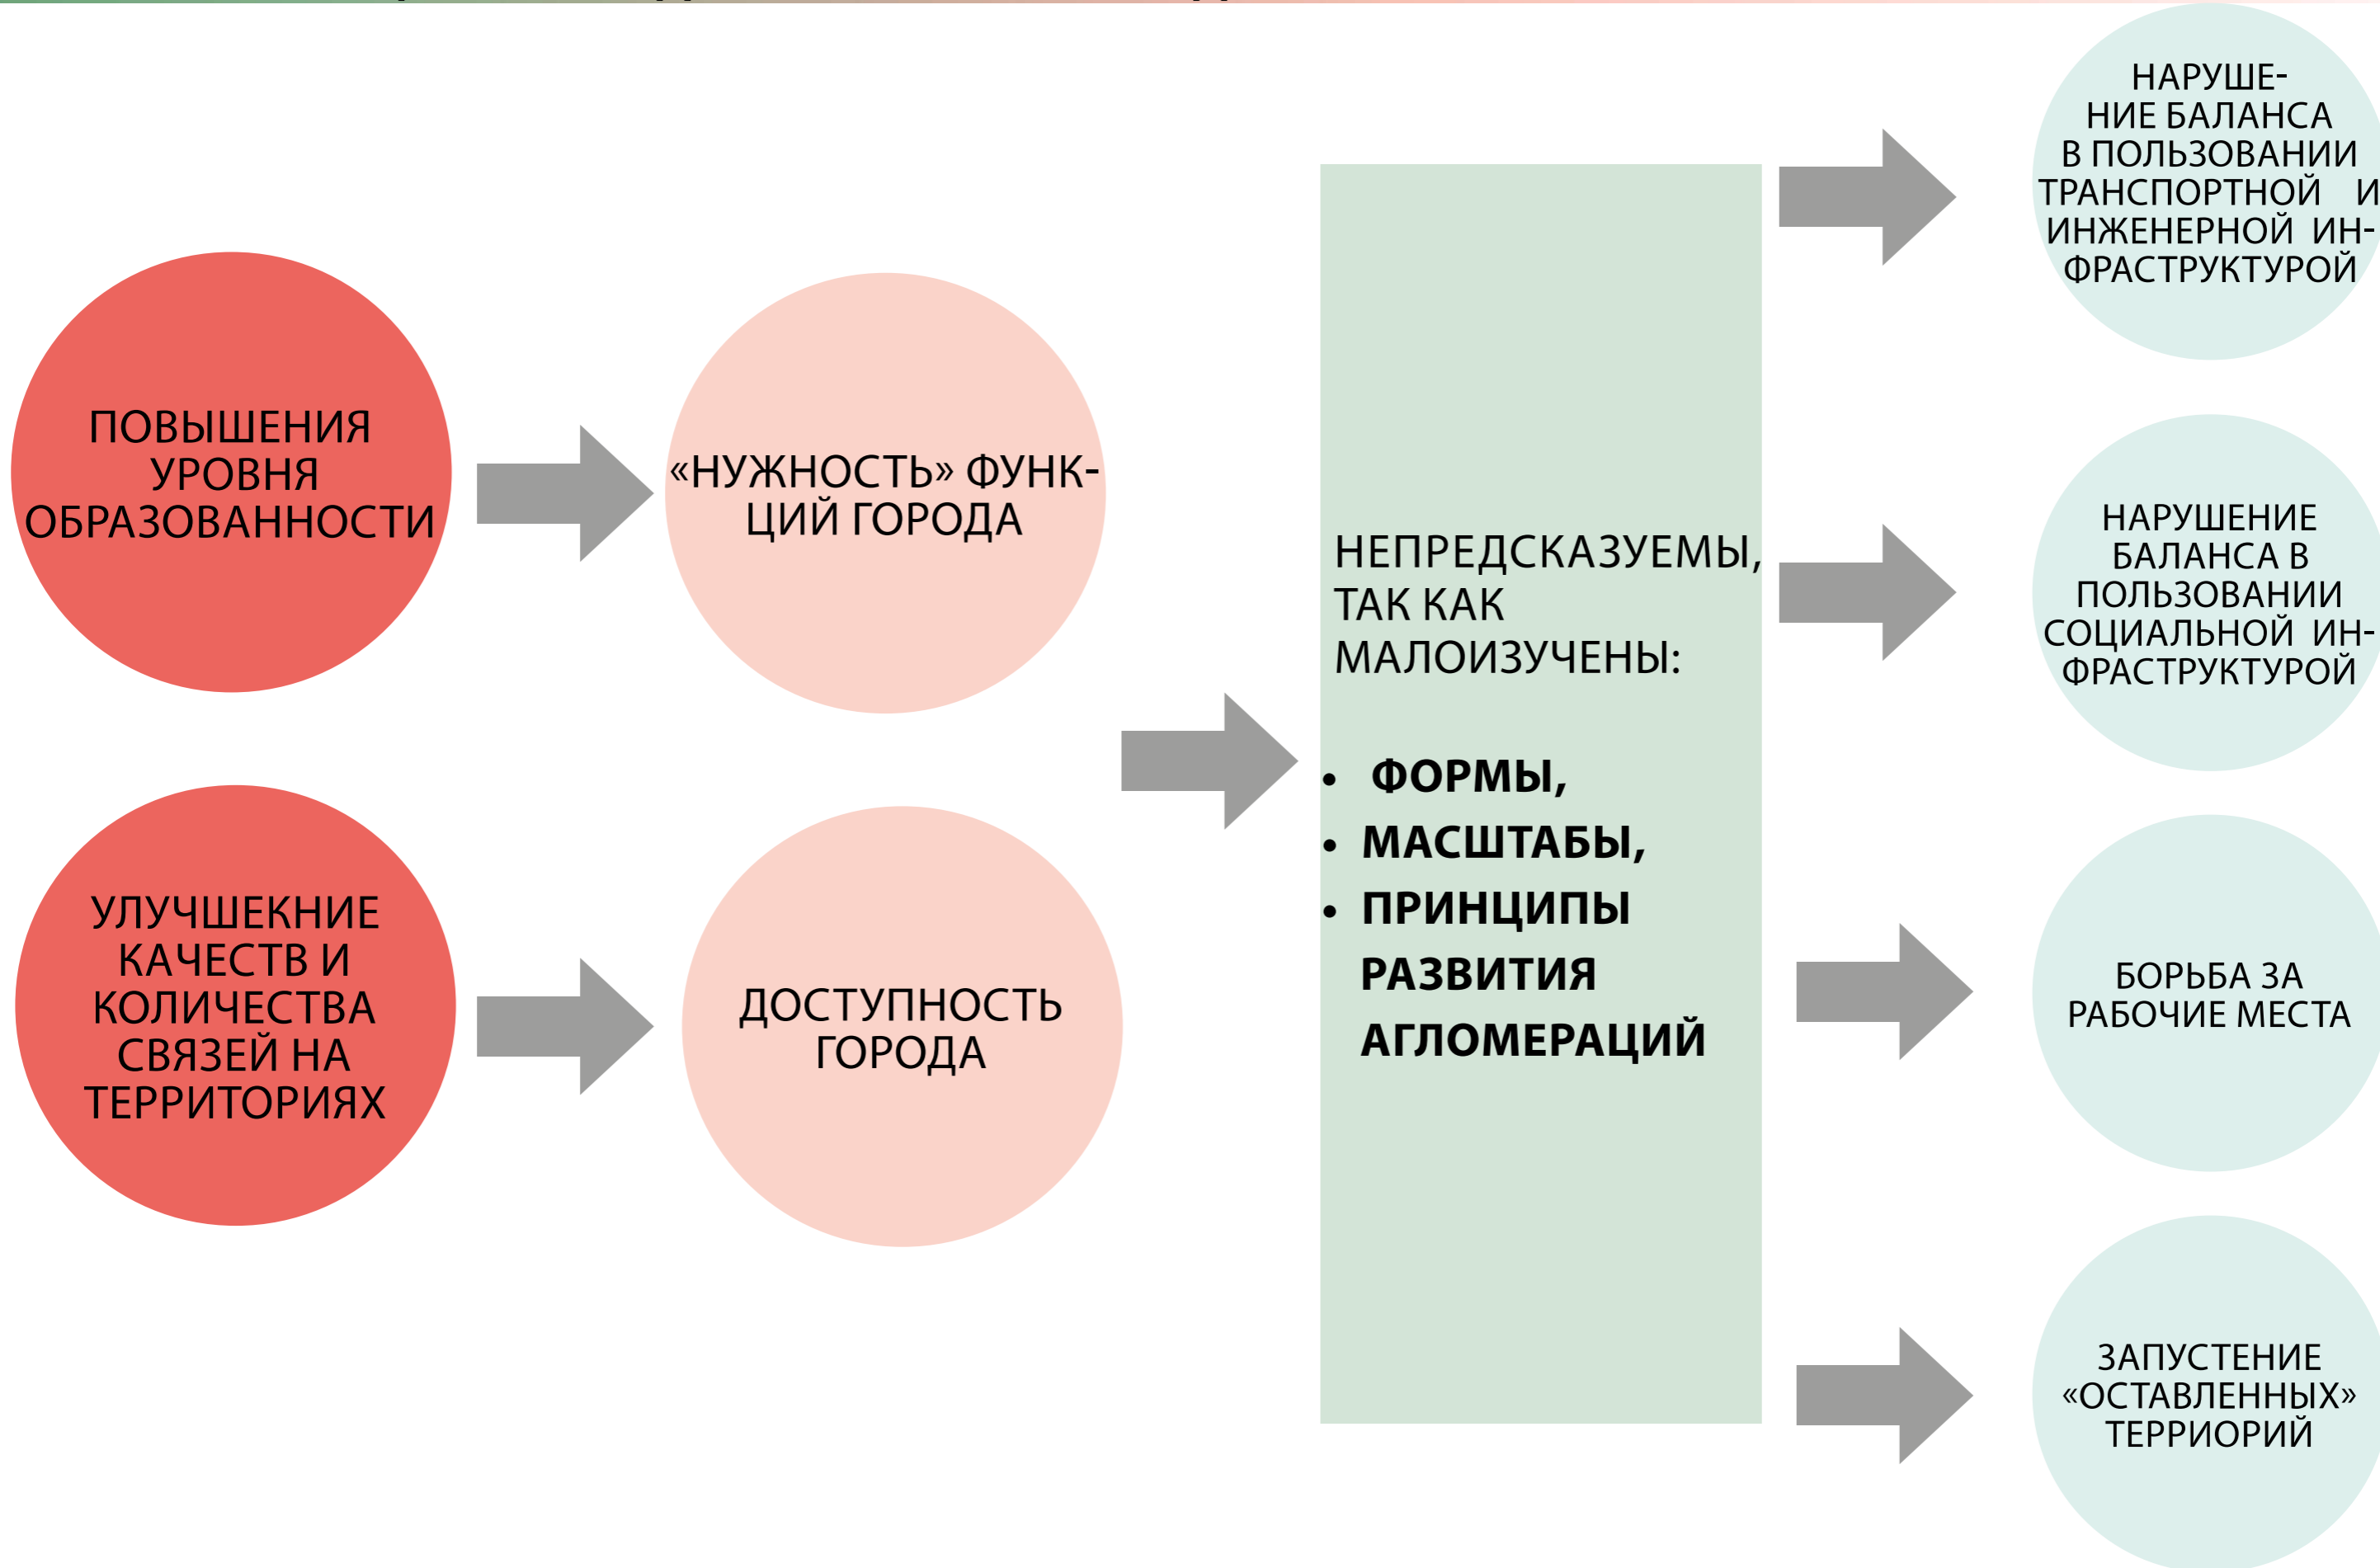 ПОВЫШЕНИЯ
УРОВНЯ
ОБРАЗОВАННОСТИ
УЛУЧШЕКНИЕ
КАЧЕСТВ И
КОЛИЧЕСТВА
СВЯЗЕЙ НА
ТЕРРИТОРИЯХ
«НУЖНОСТЬ» ФУНК-
ЦИЙ ГОРОДА
ДОСТУПНОСТЬ
ГОРОДА
НЕПРЕДСКАЗУЕМЫ,
ТАК КАК
МАЛОИЗУЧЕНЫ:
• ФОРМЫ,
• МАСШТАБЫ,
• ПРИНЦИПЫ
РАЗВИТИЯ
АГЛОМЕРАЦИЙ
НАРУШЕ-
НИЕ БАЛАНСА
В ПОЛЬЗОВАНИИ
ТРАНСПОРТНОЙ И
ИНЖЕНЕРНОЙ ИН-
ФРАСТРУКТУРОЙ
НАРУШЕНИЕ
БАЛАНСА В
ПОЛЬЗОВАНИИ
СОЦИАЛЬНОЙ ИН-
ФРАСТРУКТУРОЙ
БОРЬБА ЗА
РАБОЧИЕ МЕСТА
ЗАПУСТЕНИЕ
«ОСТАВЛЕННЫХ»
ТЕРРИОРИЙ